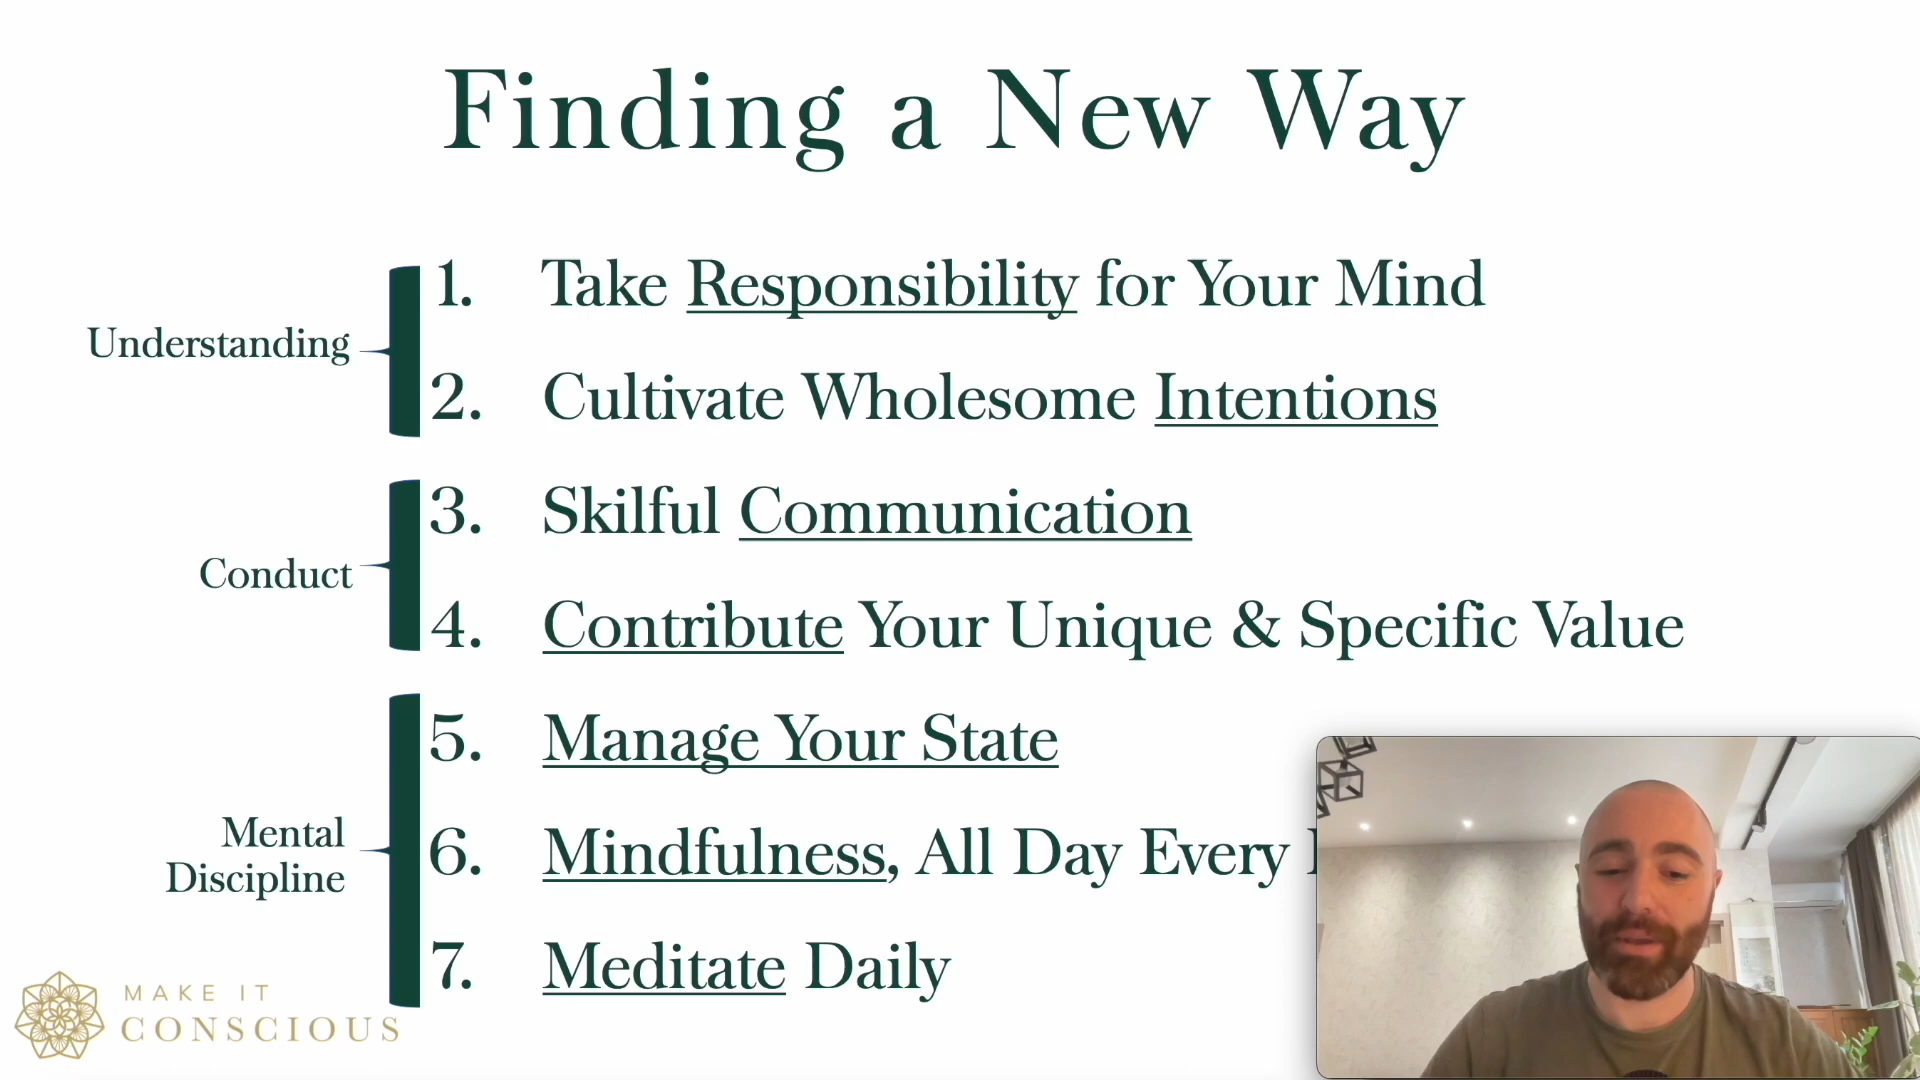 Finding a New Way
Understanding
1. Take Responsibility for Your Mind
2. Cultivate Wholesome Intentions
Conduct
3. Skilful Communication
4. Contribute Your Unique & Specific Value
Mental
Discipline
5. Manage Your State
6. Mindfulness, All Day Every
7. Meditate Daily
MAKE IT
CONSCIOUS